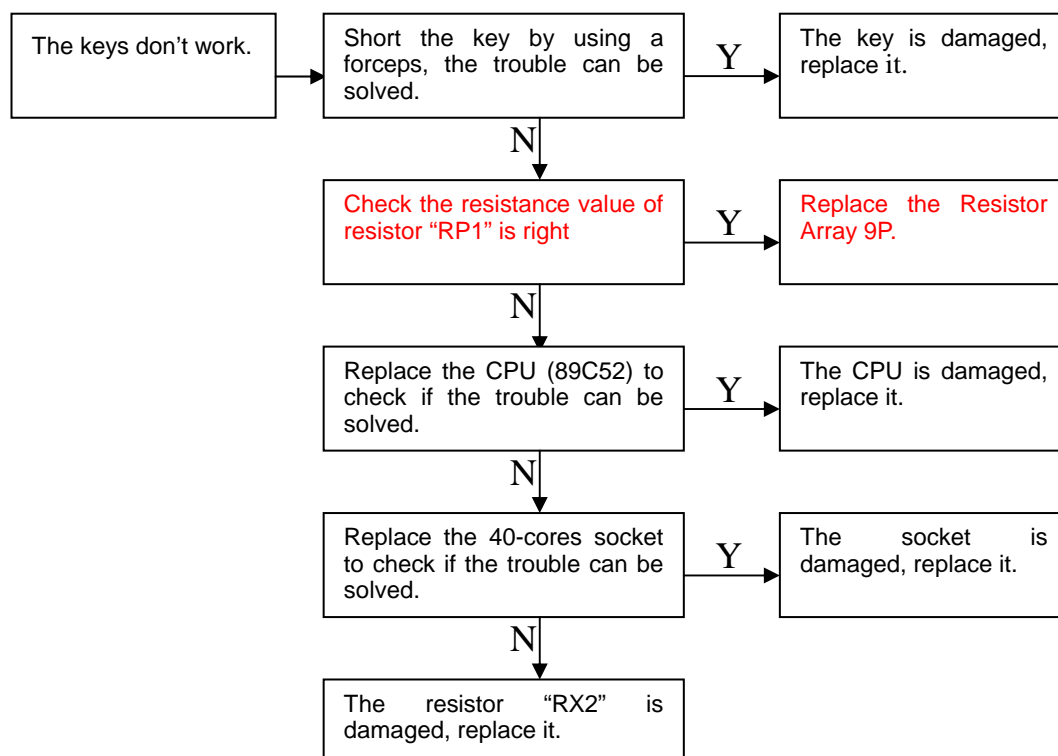 The keys don’t work.
Short the key by using a
forceps, the trouble can be
solved.
Y
The key is damaged,
replace it.
N
Check the resistance value of
resistor “RP1” is right
Y
Replace the Resistor
Array 9P.
N
Replace the CPU (89C52) to
check if the trouble can be
solved.
Y
The CPU is damaged,
replace it.
N
Replace the 40-cores socket
to check if the trouble can be
solved.
Y
The socket is
damaged, replace it.
N
The resistor “RX2” is
damaged, replace it.